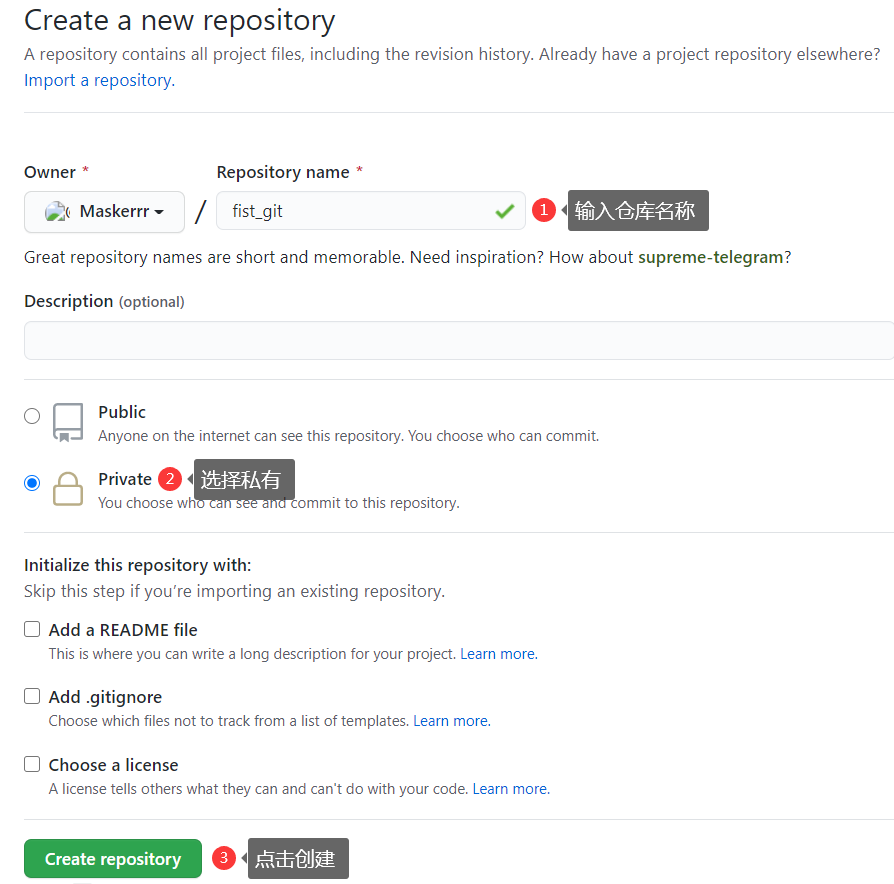 Create a new repository
A repository contains all project files, including the revision history. Already have a project repository elsewhere?
Import a repository.
Owner *
Repository name *
Maskerrr
/
fist_git
1
输入仓库名称
Great repository names are short and memorable. Need inspiration? How about supreme-telegram?
Description (optional)
Public
Anyone on the internet can see this repository. You choose who can commit.
Private
2
选择私有
You choose who can see and commit to this repository.
Initialize this repository with:
Skip this step if you’re importing an existing repository.
Add a README file
This is where you can write a long description for your project. Learn more.
Add .gitignore
Choose which files not to track from a list of templates. Learn more.
Choose a license
A license tells others what they can and can't do with your code. Learn more.
Create repository
3
点击创建